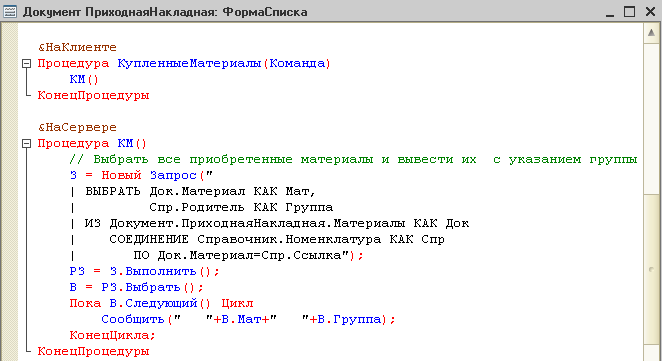 Документ ПриходнаяНакладная: ФормаСписка
&НаКлиенте
Процедура КупленныеМатериалы(Команда)
КМ()
КонецПроцедуры
&НаСервере
Процедура КМ()
// Выбрать все приобретенные материалы и вывести их  с указанием группы
З = Новый Запрос("
| ВЫБРАТЬ Док.Материал КАК Мат,
|         Спр.Родитель КАК Группа
| ИЗ Документ.ПриходнаяНакладная.Материалы КАК Док
|    СОЕДИНЕНИЕ Справочник.Номенклатура КАК Спр
|       ПО Док.Материал=Спр.Ссылка");
РЗ = З.Выполнить();
В = РЗ.Выбрать();
Пока В.Следующий() Цикл
Сообщить("   "+В.Мат+"   "+В.Группа);
КонецЦикла;
КонецПроцедуры